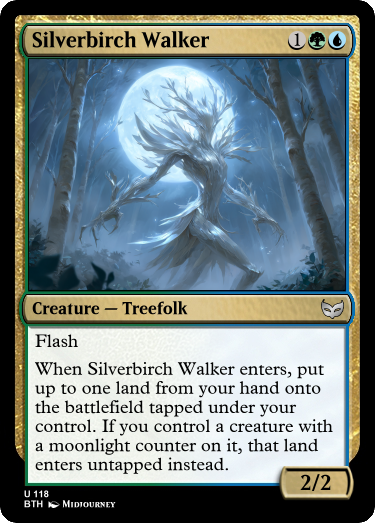 Silverbirch Walker 1
Creature — Treefolk
Flash
When Silverbirch Walker enters, put
up to one land from your hand onto
the battlefield tapped under your
control. If you control a creature with
a moonlight counter on it, that land
enters untapped instead.
2/2
U 118
BTH Midjourney